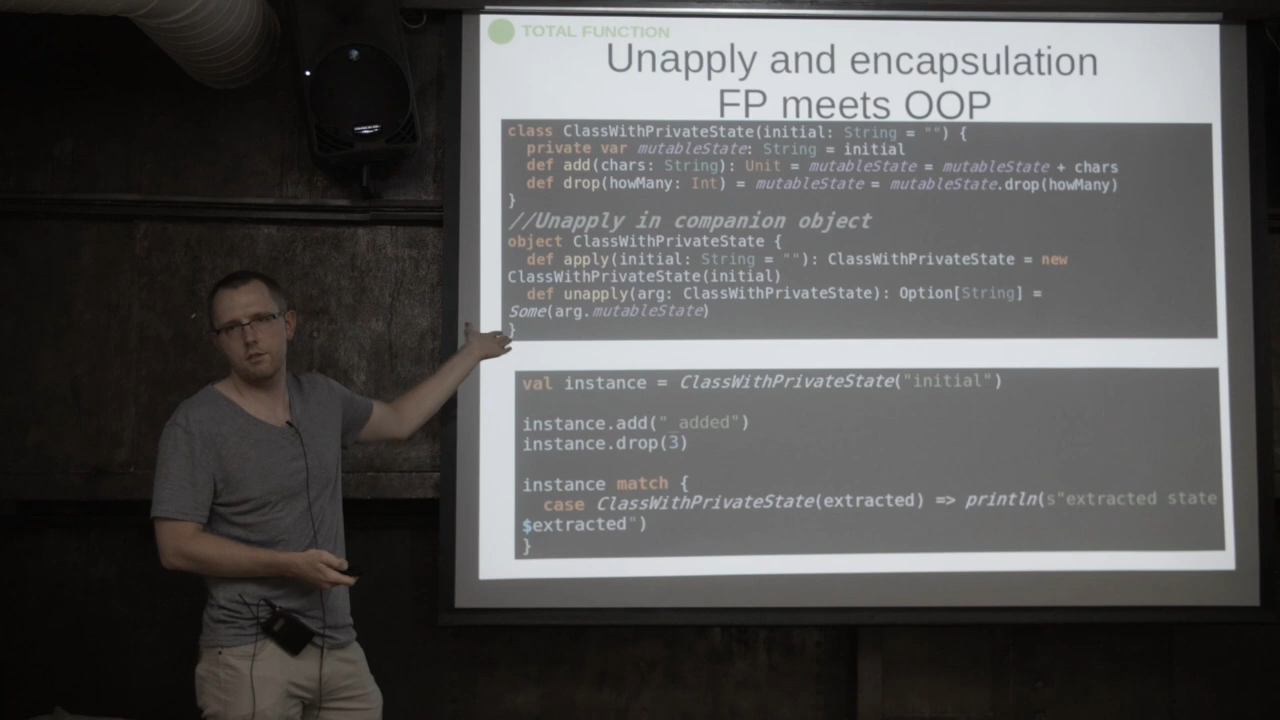 TOTAL FUNCTION
Unapply and encapsulation
FP meets OOP
class ClassWithPrivateState(initial: String = "") {
  private var mutableState: String = initial
  def add(chars: String): Unit = mutableState = mutableState + chars
  def drop(howMany: Int) = mutableState = mutableState.drop(howMany)
}
//Unapply in companion object
object ClassWithPrivateState {
  def apply(initial: String = ""): ClassWithPrivateState = new
ClassWithPrivateState(initial)
  def unapply(arg: ClassWithPrivateState): Option[String] =
Some(arg.mutableState)
}
val instance = ClassWithPrivateState("initial")
instance.add("_added")
instance.drop(3)
instance match {
  case ClassWithPrivateState(extracted) => println(s"extracted state
$extracted")
}